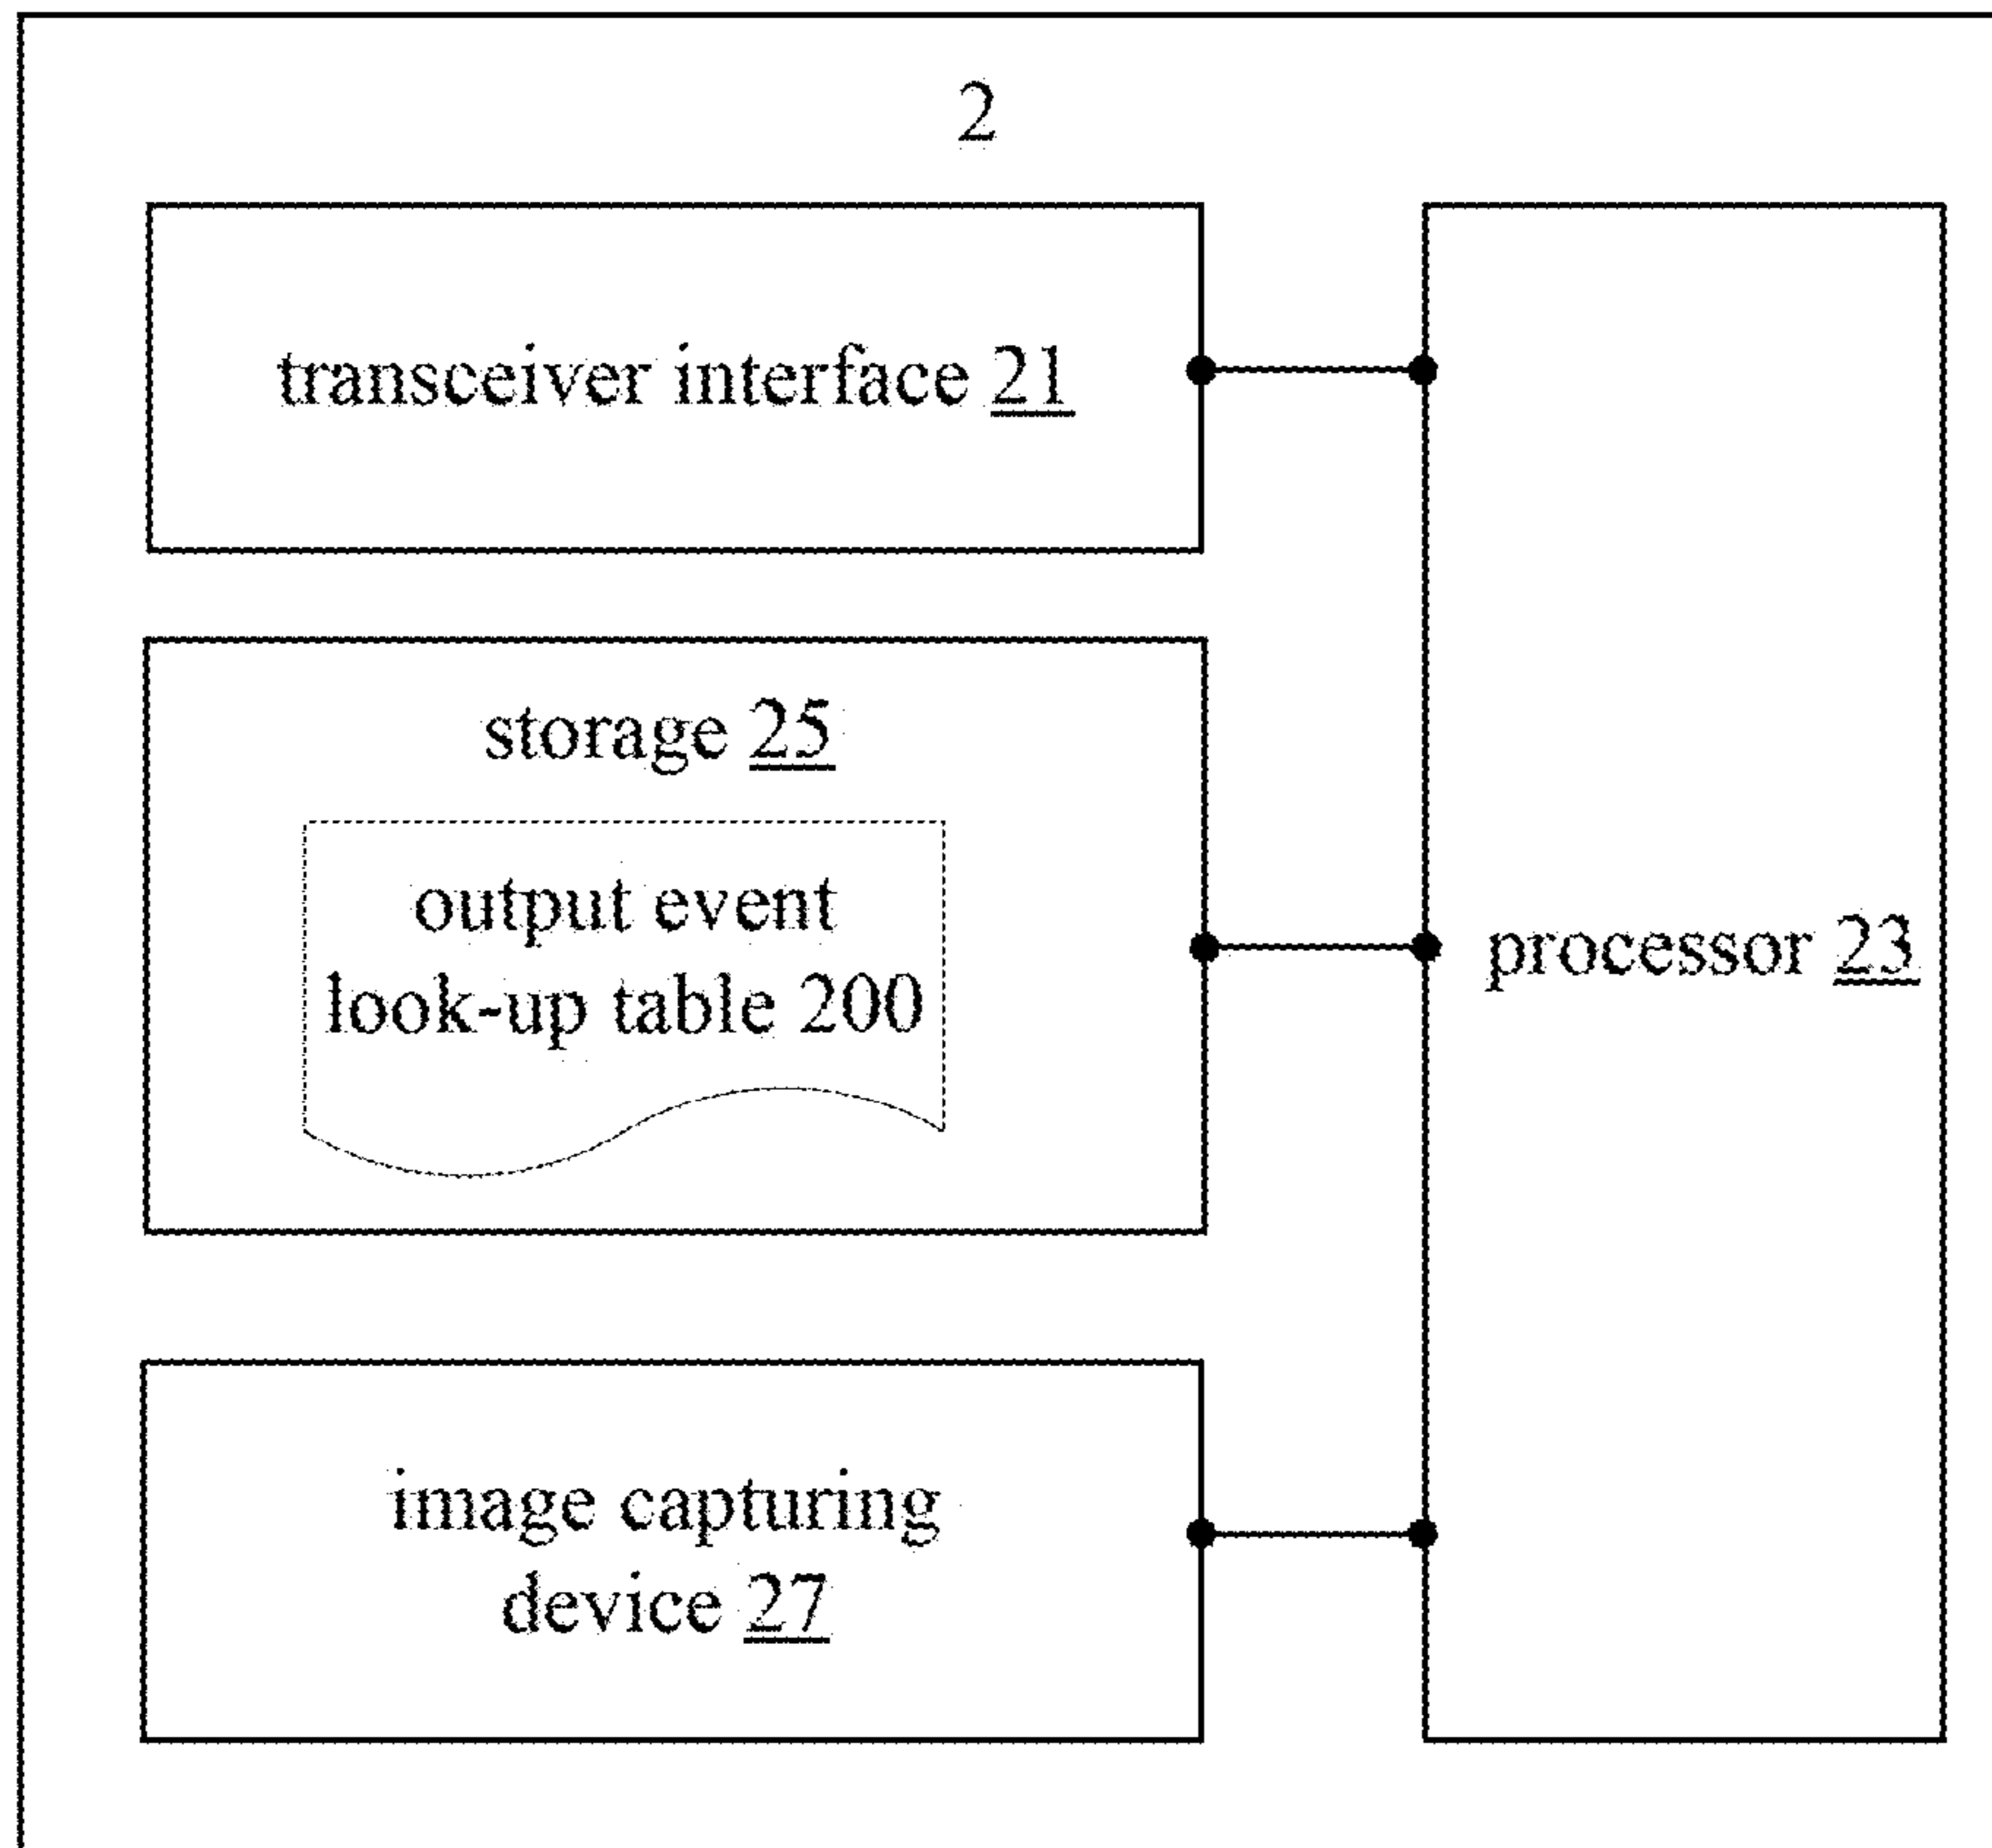 2
transceiver interface 21
storage 25
output event
look-up table 200
processor 23
image capturing
device 27